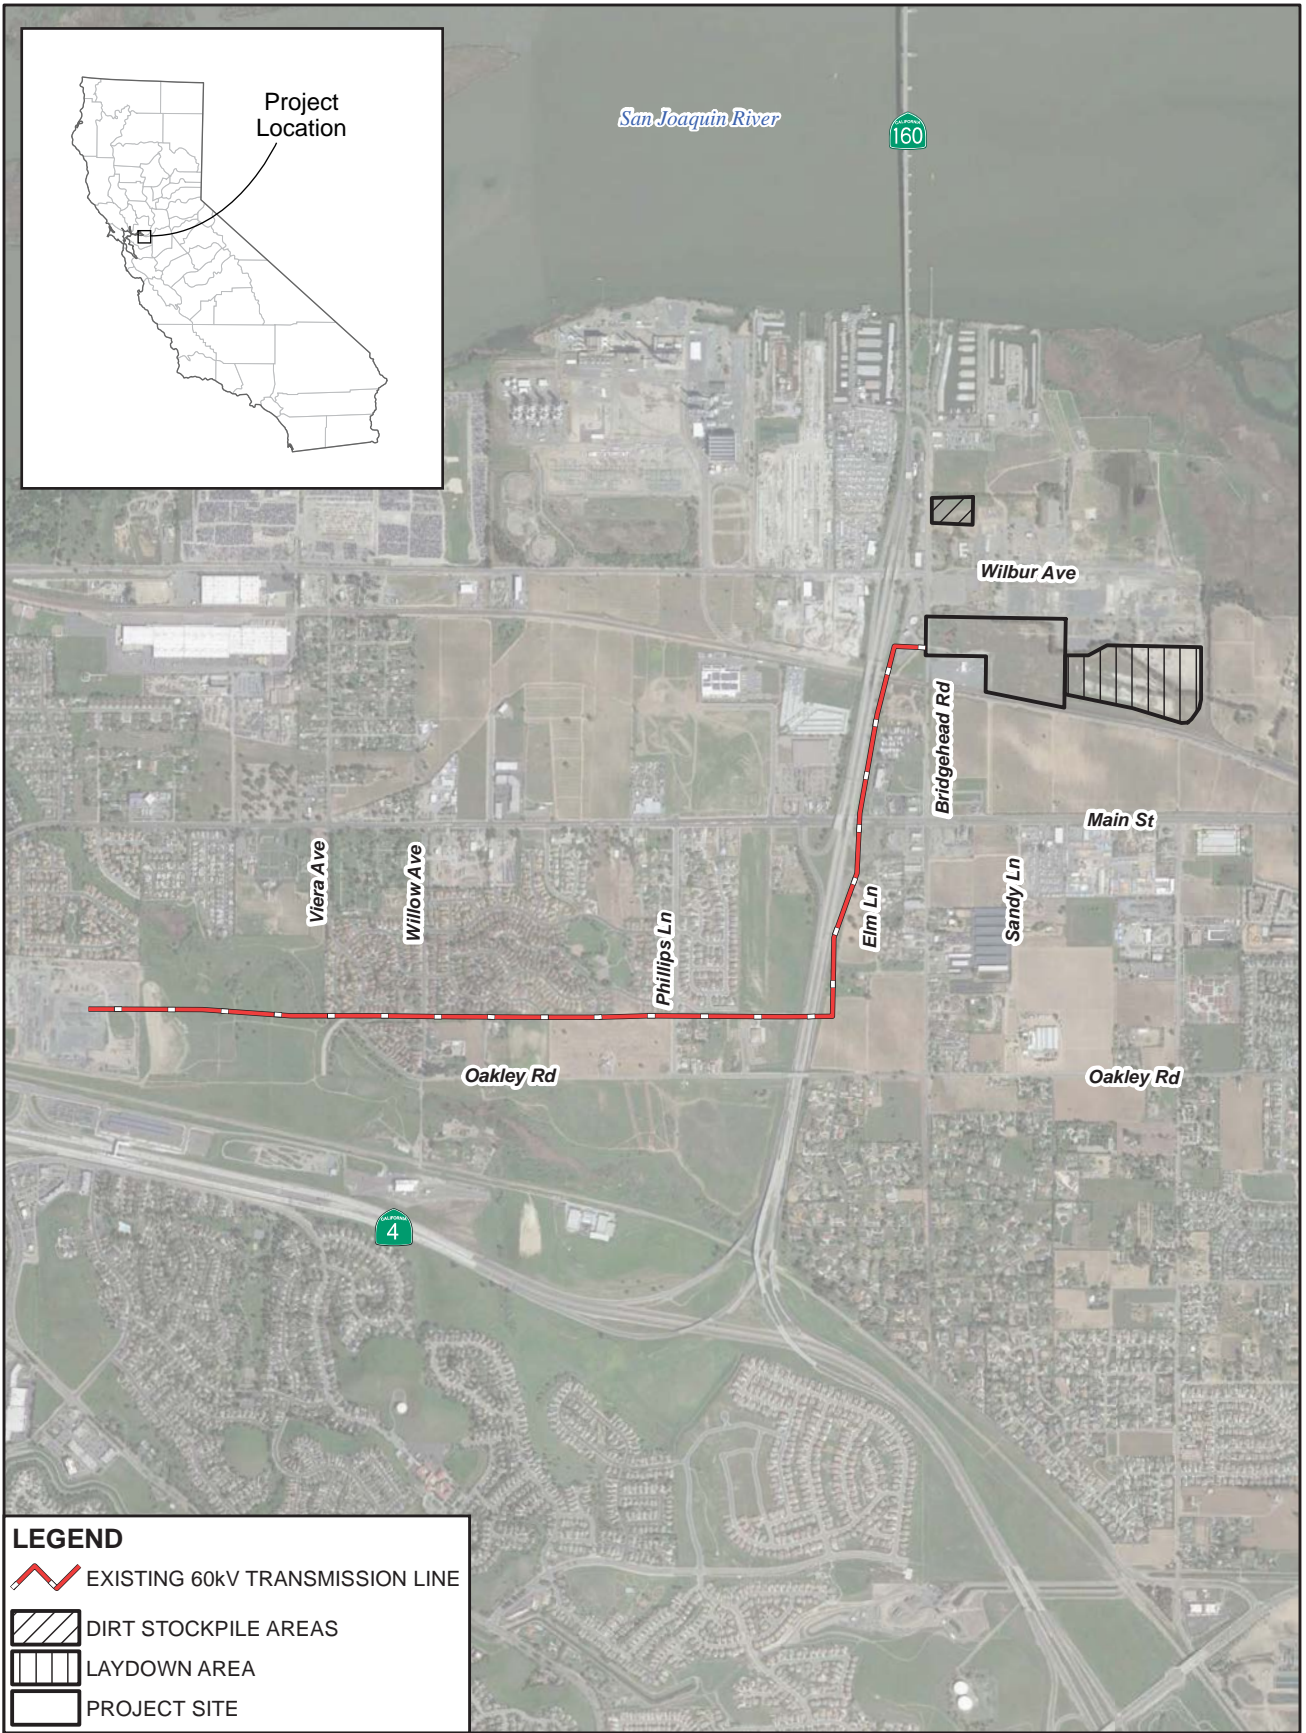 Project
Location
San Joaquin River
CALIFORNIA
160
Wilbur Ave
Bridgehead Rd
Main St
Viera Ave
Willow Ave
Phillips Ln
Elm Ln
Sandy Ln
Oakley Rd
Oakley Rd
CALIFORNIA
4
LEGEND
EXISTING 60kV TRANSMISSION LINE
DIRT STOCKPILE AREAS
LAYDOWN AREA
PROJECT SITE